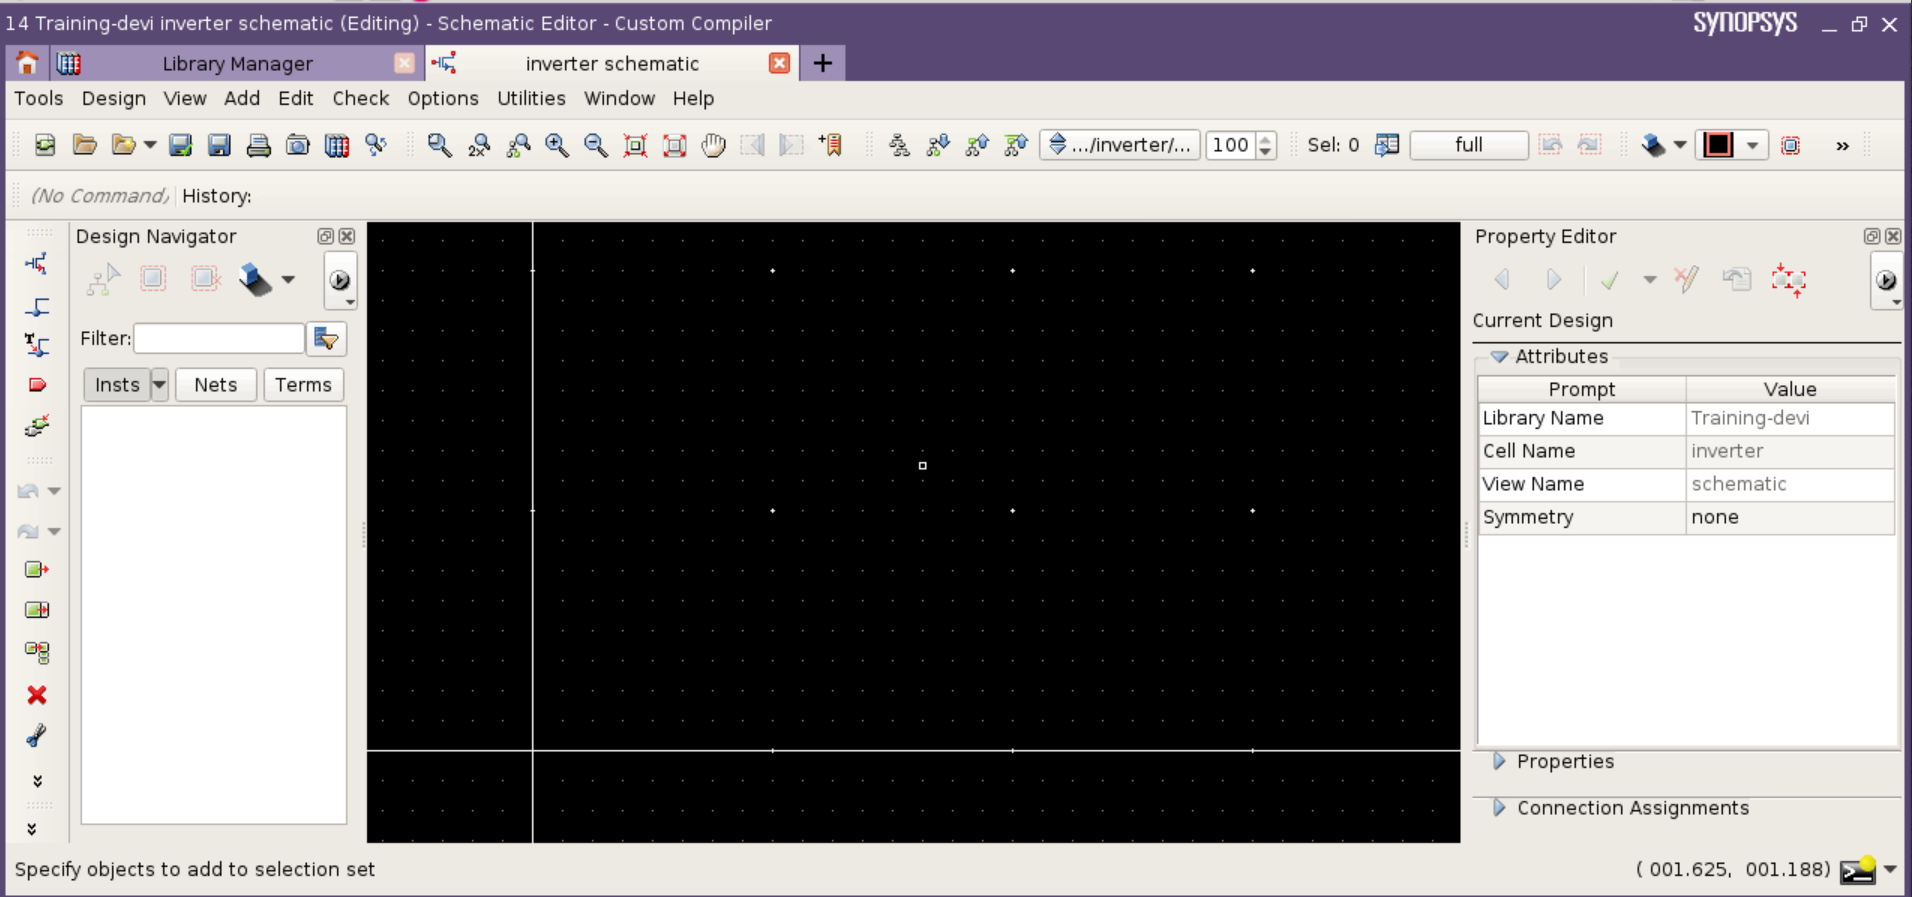 14 Training-devi inverter schematic (Editing) - Schematic Editor - Custom Compiler
SYNOPSYS
Library Manager
inverter schematic
Tools Design View Add Edit Check Options Utilities Window Help
2X
.../inverter/...
100
Sel: 0
full
(No Command) History:
Design Navigator
Filter:
Insts Nets Terms
Property Editor
Current Design
Attributes
Prompt Value
Library Name Training-devi
Cell Name inverter
View Name schematic
Symmetry none
Properties
Connection Assignments
Specify objects to add to selection set
( 001.625, 001.188)